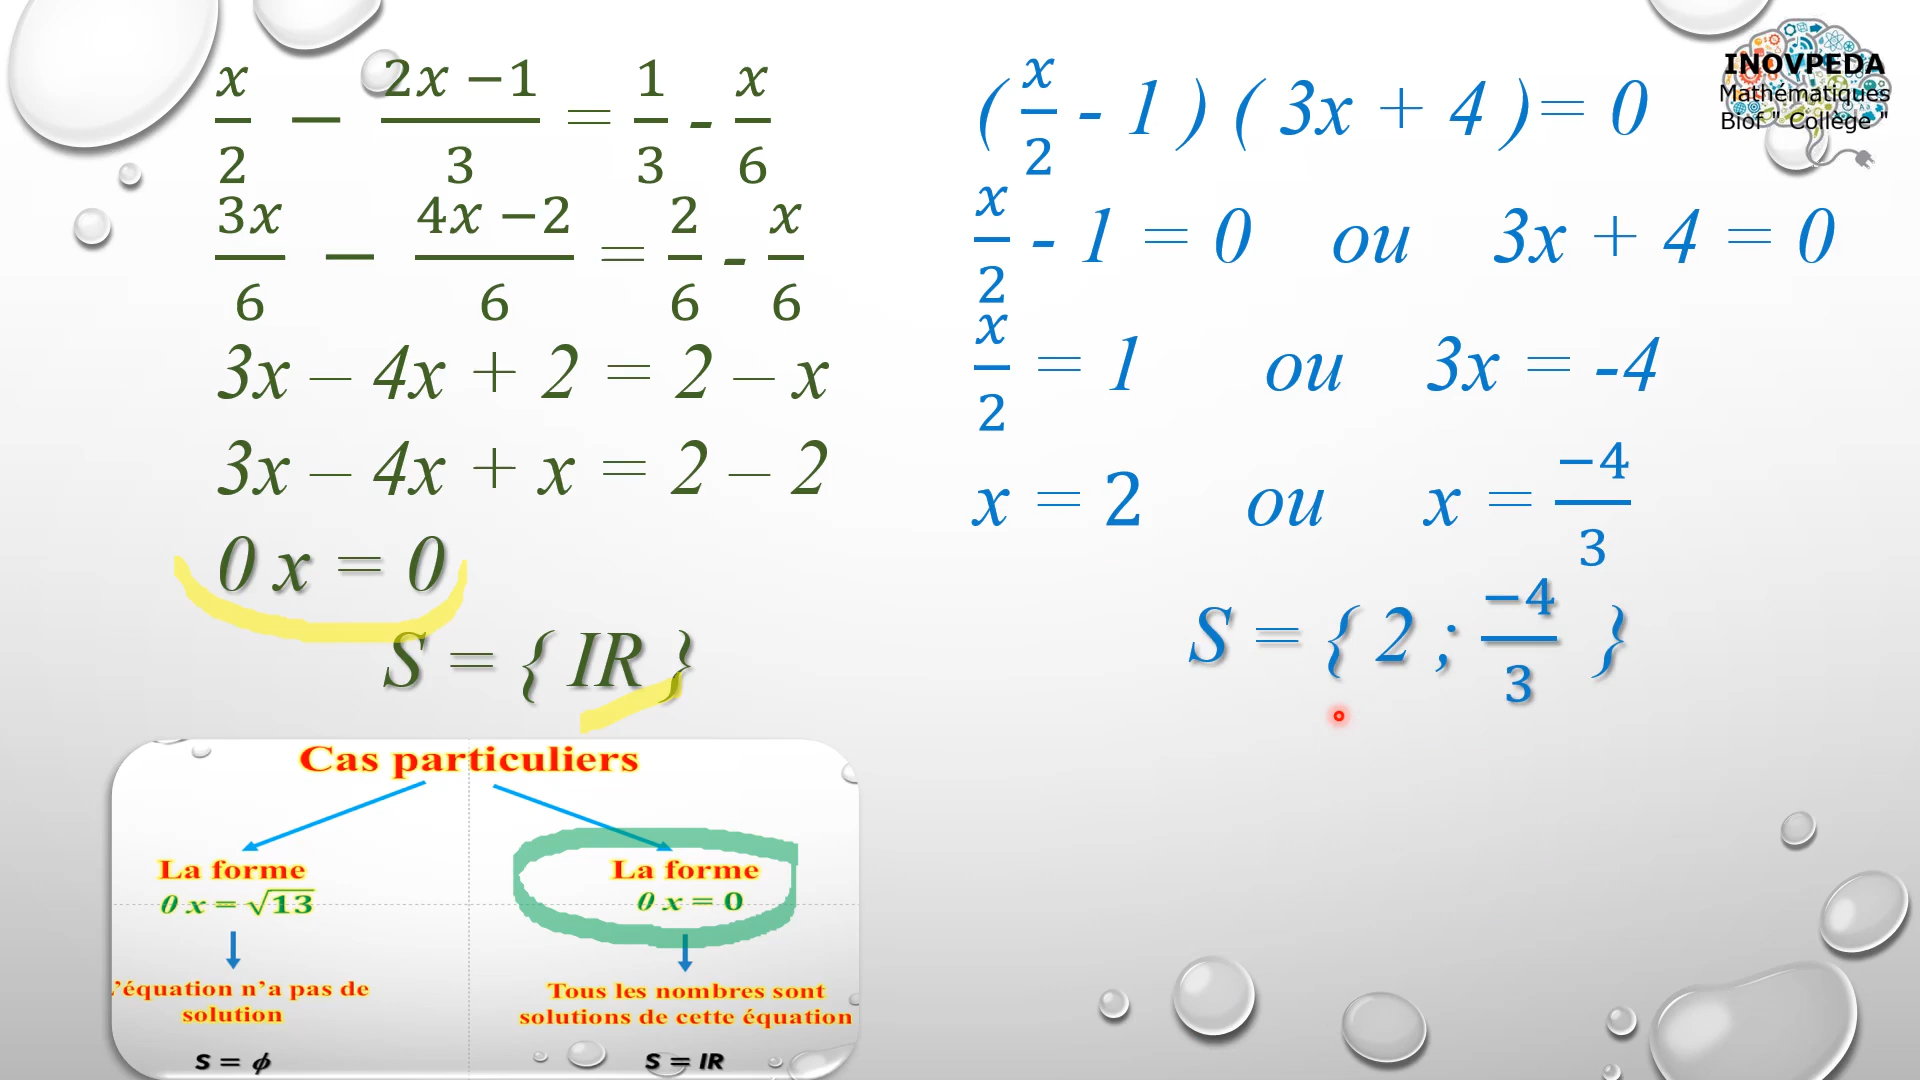 x/2 − (2x −1)/3 = 1/3 - x/6
3x/6 − (4x −2)/6 = 2/6 - x/6
3x – 4x + 2 = 2 – x
3x – 4x + x = 2 – 2
0 x = 0
S = { IR }
Cas particuliers
La forme
0 x = √13
’équation n’a pas de
solution
S = ϕ
La forme
0 x = 0
Tous les nombres sont
solutions de cette équation
S = IR
( x/2 - 1 ) ( 3x + 4 )= 0
x/2 - 1 = 0 ou 3x + 4 = 0
x/2 = 1 ou 3x = -4
x = 2 ou x = −4/3
S = { 2 ; −4/3 }
INOVPEDA
Mathématiques
Biof " Collège "